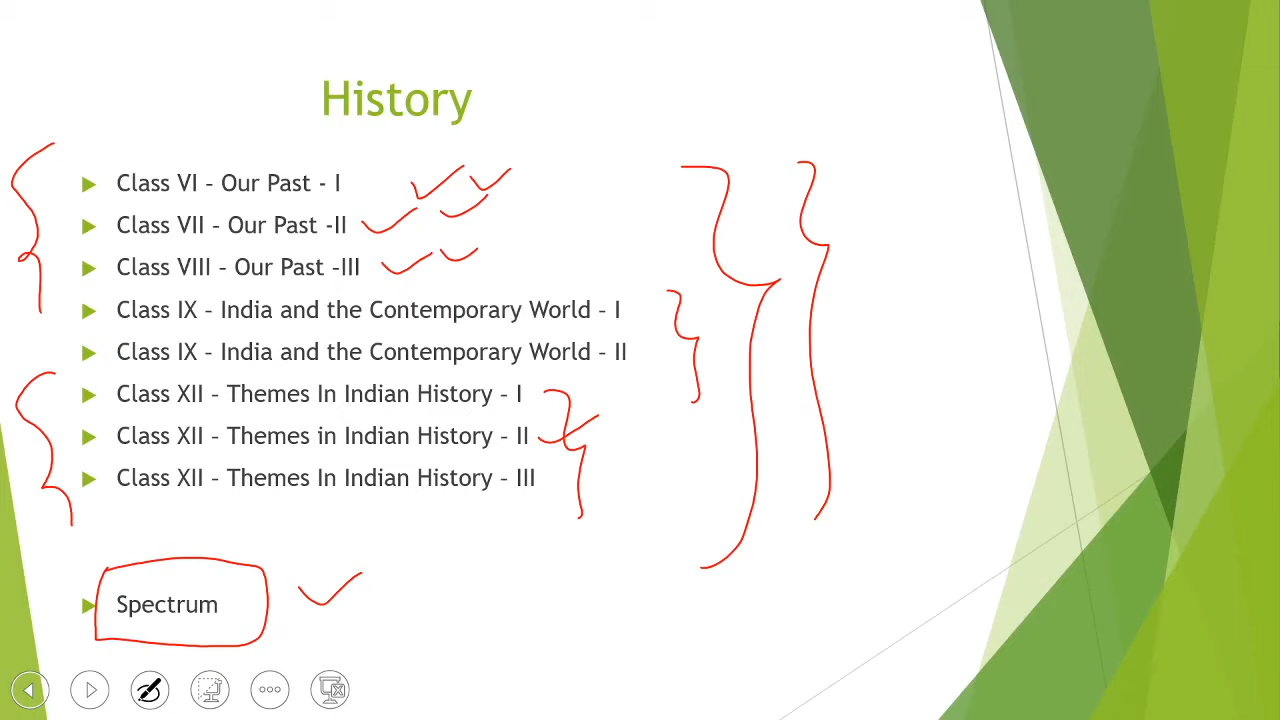 History
Class VI – Our Past - I
Class VII – Our Past -II
Class VIII – Our Past –III
Class IX – India and the Contemporary World – I
Class IX – India and the Contemporary World – II
Class XII – Themes In Indian History - I
Class XII – Themes in Indian History - II
Class XII – Themes In Indian History - III
Spectrum